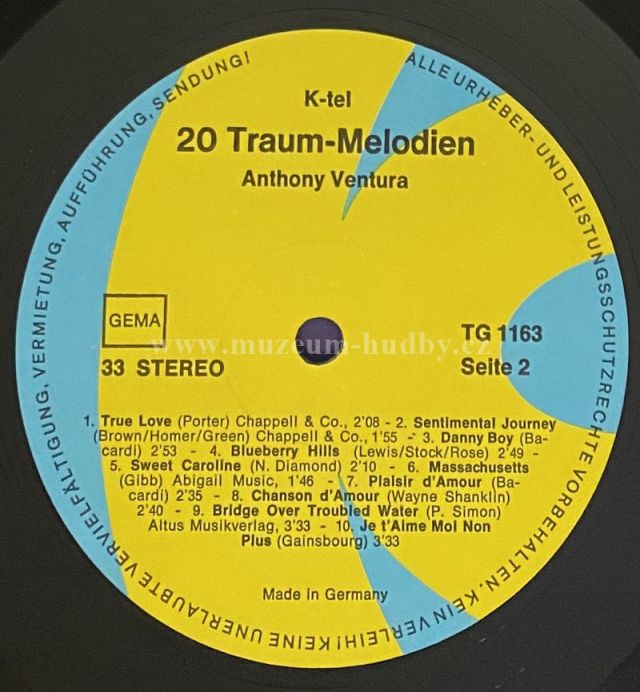 K-tel
20 Traum-Melodien
Anthony Ventura
GEMA
33 STEREO
TG 1163
Seite 2
www.muzeum-hudby.cz
1. True Love (Porter) Chappell & Co., 2'08 - 2. Sentimental Journey
(Brown/Homer/Green) Chappell & Co., 1'55 - 3. Danny Boy (Ba-
cardi) 2'53 - 4. Blueberry Hills (Lewis/Stock/Rose) 2'49 -
5. Sweet Caroline (N. Diamond) 2'10 - 6. Massachusetts
(Gibb) Abigail Music, 1'46 - 7. Plaisir d'Amour (Ba-
cardi) 2'35 - 8. Chanson d'Amour (Wayne Shanklin)
2'40 - 9. Bridge Over Troubled Water (P. Simon)
Altus Musikverlag, 3'33 - 10. Je t'Aime Moi Non
Plus (Gainsbourg) 3'33
Made in Germany
ALLE URHEBER- UND LEISTUNGSSCHUTZRECHTE VORBEHALTEN. KEIN VERLEIH! KEINE UNERLAUBTE VERVIELFÄLTIGUNG, VERMIETUNG, AUFFÜHRUNG, SENDUNG!